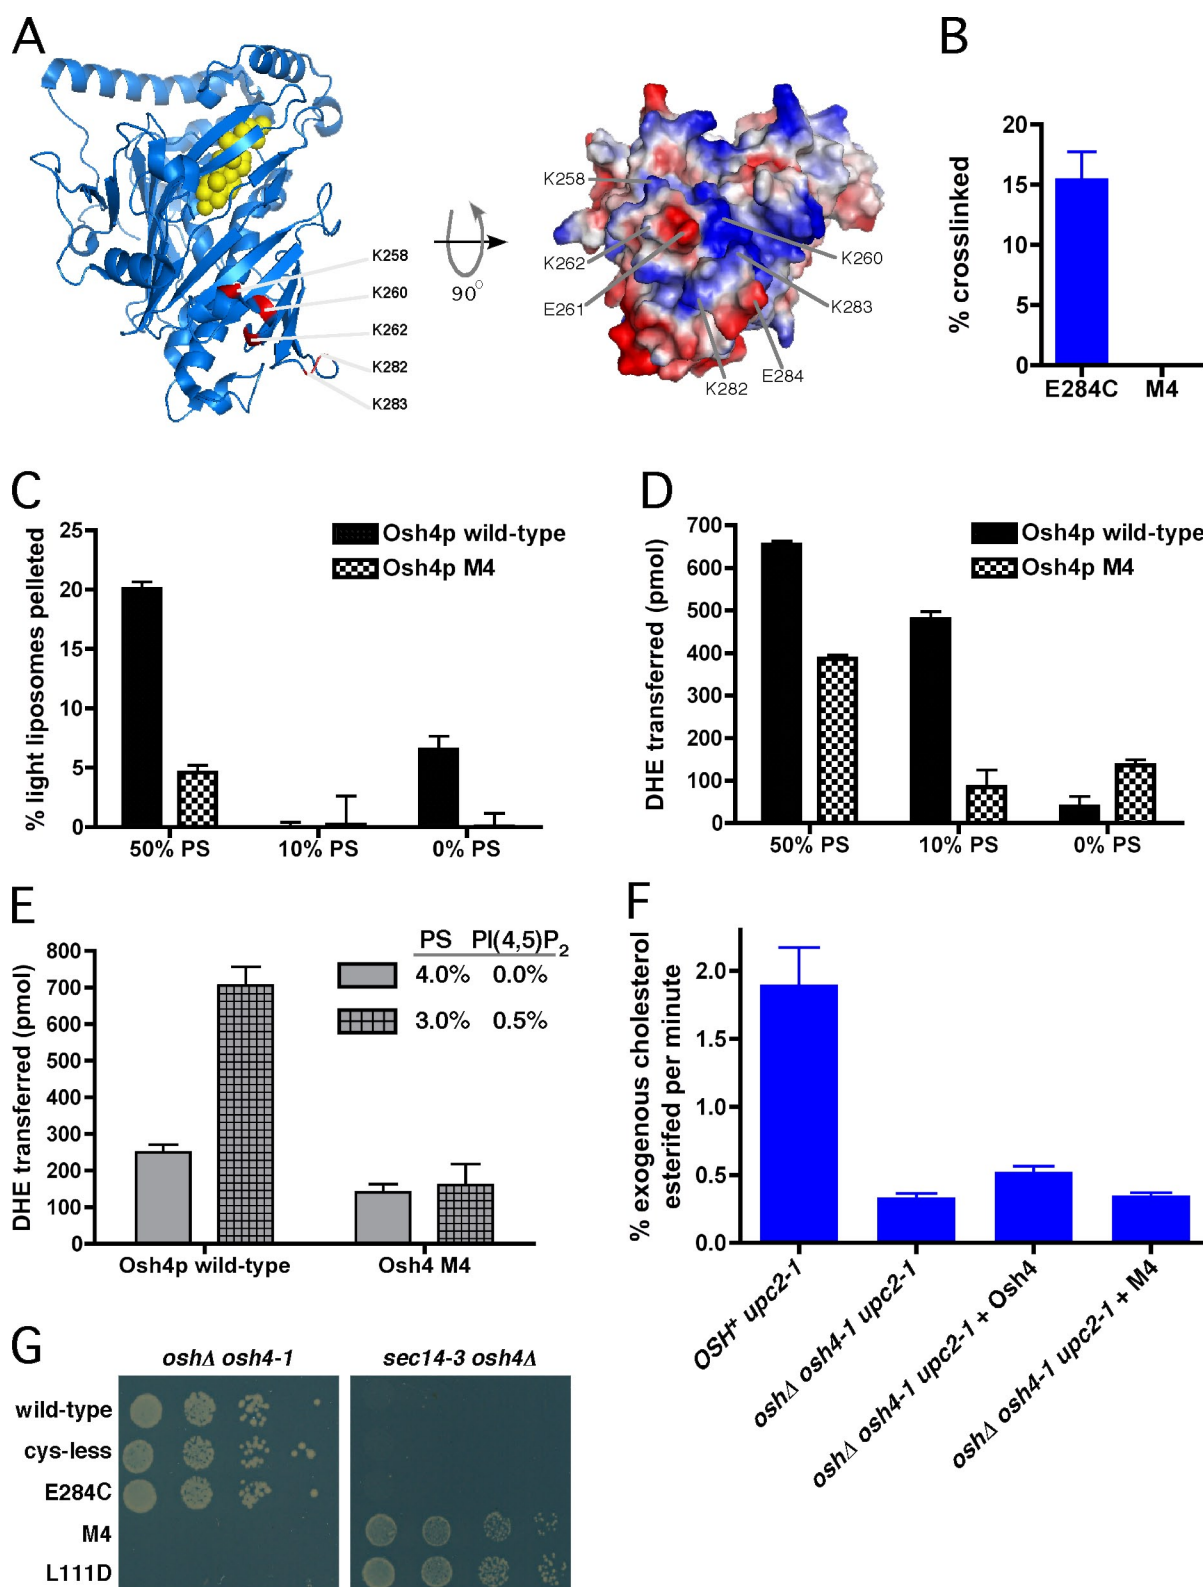 A
K258
K260
K262
K282
K283
90°
K258
K262
E261
K282
E284
K283
K260
B
% crosslinked
20
15
10
5
0
E284C M4
C
% light liposomes pelleted
25
20
15
10
5
0
Osh4p wild-type
Osh4p M4
50% PS 10% PS 0% PS
D
DHE transferred (pmol)
700
600
500
400
300
200
100
0
Osh4p wild-type
Osh4p M4
50% PS 10% PS 0% PS
E
DHE transferred (pmol)
800
700
600
500
400
300
200
100
0
PS PI(4,5)P2
4.0% 0.0%
3.0% 0.5%
Osh4p wild-type Osh4 M4
F
% exogenous cholesterol
esterifed per minute
2.0
1.5
1.0
0.5
0.0
OSH+ upc2-1
oshΔ osh4-1 upc2-1
oshΔ osh4-1 upc2-1 + Osh4
oshΔ osh4-1 upc2-1 + M4
G
oshΔ osh4-1 sec14-3 osh4Δ
wild-type
cys-less
E284C
M4
L111D